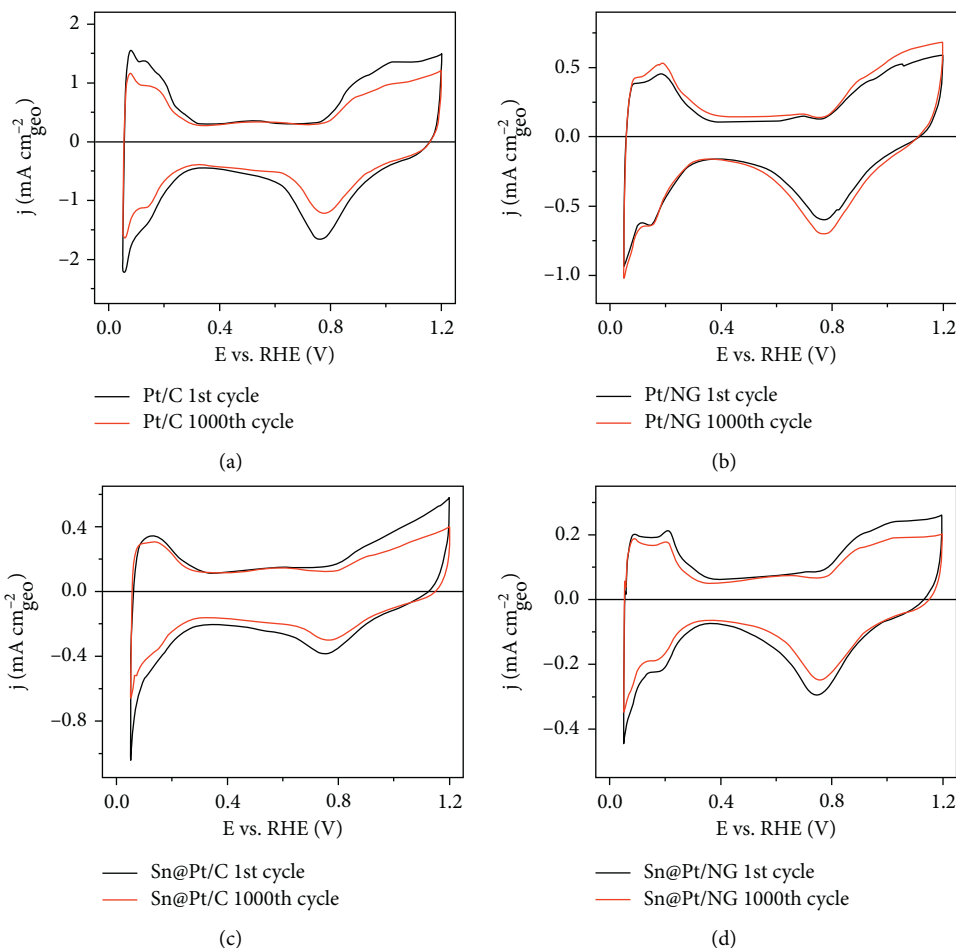 2
1
0
−1
−2
j (mA cm−2geo)
0.0 0.4 0.8 1.2
E vs. RHE (V)
Pt/C 1st cycle
Pt/C 1000th cycle
(a)
0.5
0.0
−0.5
−1.0
j (mA cm−2geo)
0.0 0.4 0.8 1.2
E vs. RHE (V)
Pt/NG 1st cycle
Pt/NG 1000th cycle
(b)
0.4
0.0
−0.4
−0.8
j (mA cm−2geo)
0.0 0.4 0.8 1.2
E vs. RHE (V)
Sn@Pt/C 1st cycle
Sn@Pt/C 1000th cycle
(c)
0.2
0.0
−0.2
−0.4
j (mA cm−2geo)
0.0 0.4 0.8 1.2
E vs. RHE (V)
Sn@Pt/NG 1st cycle
Sn@Pt/NG 1000th cycle
(d)